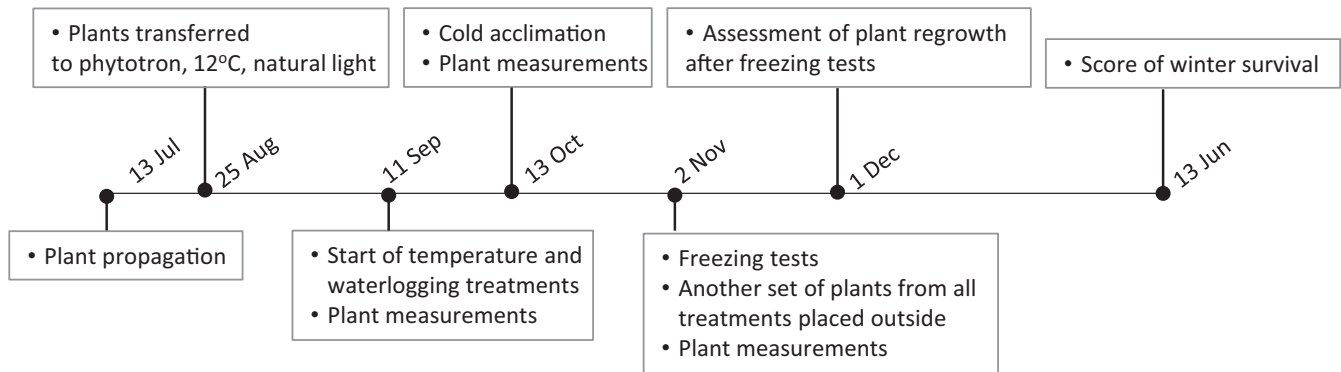 • Plants transferred
to phytotron, 12°C, natural light
• Cold acclimation
• Plant measurements
• Assessment of plant regrowth
after freezing tests
• Score of winter survival
13 Jul
25 Aug
11 Sep
13 Oct
2 Nov
1 Dec
13 Jun
• Plant propagation
• Start of temperature and
waterlogging treatments
• Plant measurements
• Freezing tests
• Another set of plants from all
treatments placed outside
• Plant measurements